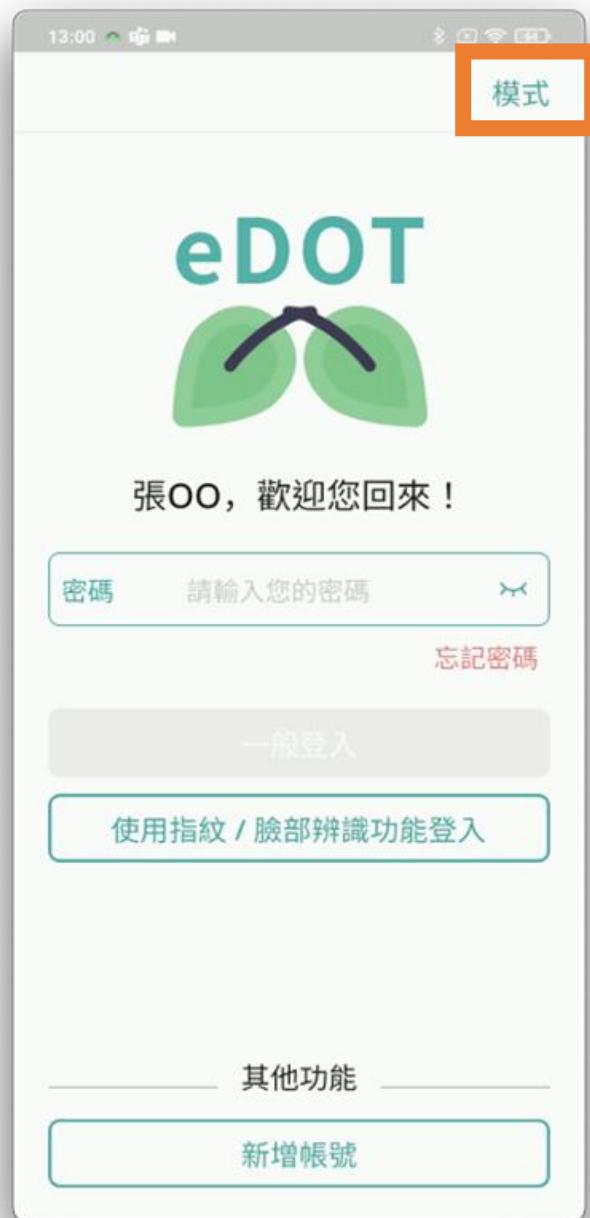 13:00
64
模式
eDOT
張OO，歡迎您回來！
密碼 請輸入您的密碼
忘記密碼
一般登入
使用指紋 / 臉部辨識功能登入
其他功能
新增帳號